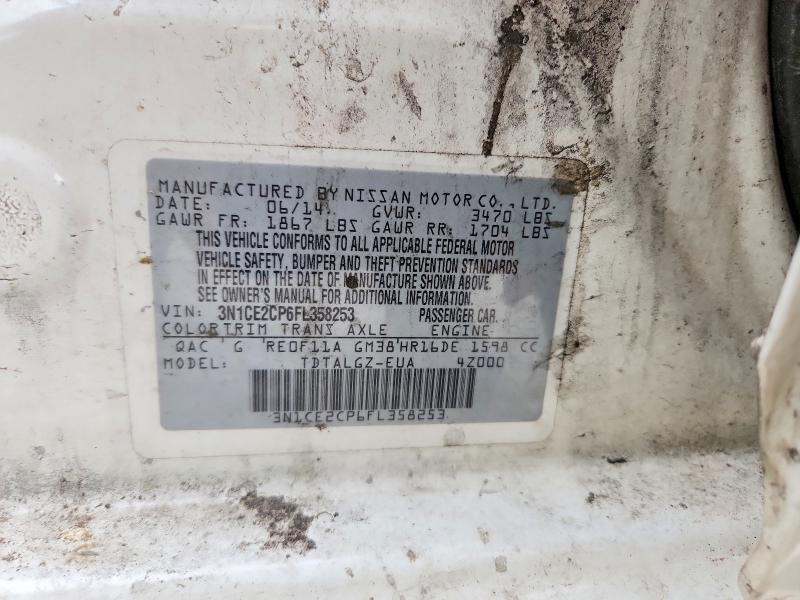 MANUFACTURED BY NISSAN MOTOR CO., LTD.
DATE: 06/14 GVWR: 3470 LBS
GAWR FR: 1867 LBS GAWR RR: 1704 LBS
THIS VEHICLE CONFORMS TO ALL APPLICABLE FEDERAL MOTOR
VEHICLE SAFETY, BUMPER AND THEFT PREVENTION STANDARDS
IN EFFECT ON THE DATE OF MANUFACTURE SHOWN ABOVE.
SEE OWNER'S MANUAL FOR ADDITIONAL INFORMATION.
VIN: 3N1CE2CP6FL358253 PASSENGER CAR
COLOR TRIM TRANS AXLE ENGINE
QAC G RE0F11A GM38 HR16DE 1598 CC
MODEL: TDTALGZ-EUA 4Z000
3N1CE2CP6FL358253